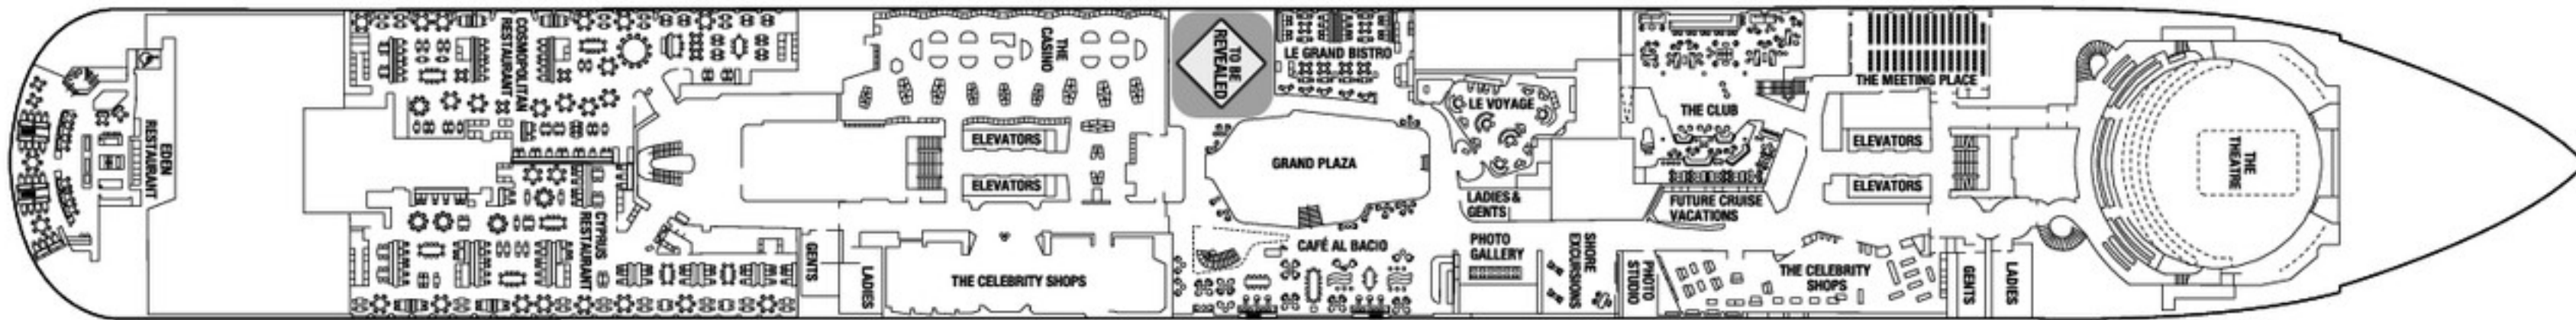 EDEN
RESTAURANT
COSMOPOLITAN
RESTAURANT
CYPRUS
RESTAURANT
GENTS
LADIES
THE
CASINO
ELEVATORS
ELEVATORS
THE CELEBRITY SHOPS
TO BE
REVEALED
LE GRAND BISTRO
GRAND PLAZA
CAFÉ AL BACIO
LE VOYAGE
LADIES &
GENTS
PHOTO
GALLERY
SHORE
EXCURSIONS
PHOTO
STUDIO
THE CLUB
FUTURE CRUISE
VACATIONS
THE MEETING PLACE
ELEVATORS
ELEVATORS
THE CELEBRITY
SHOPS
GENTS
LADIES
THE
THEATRE